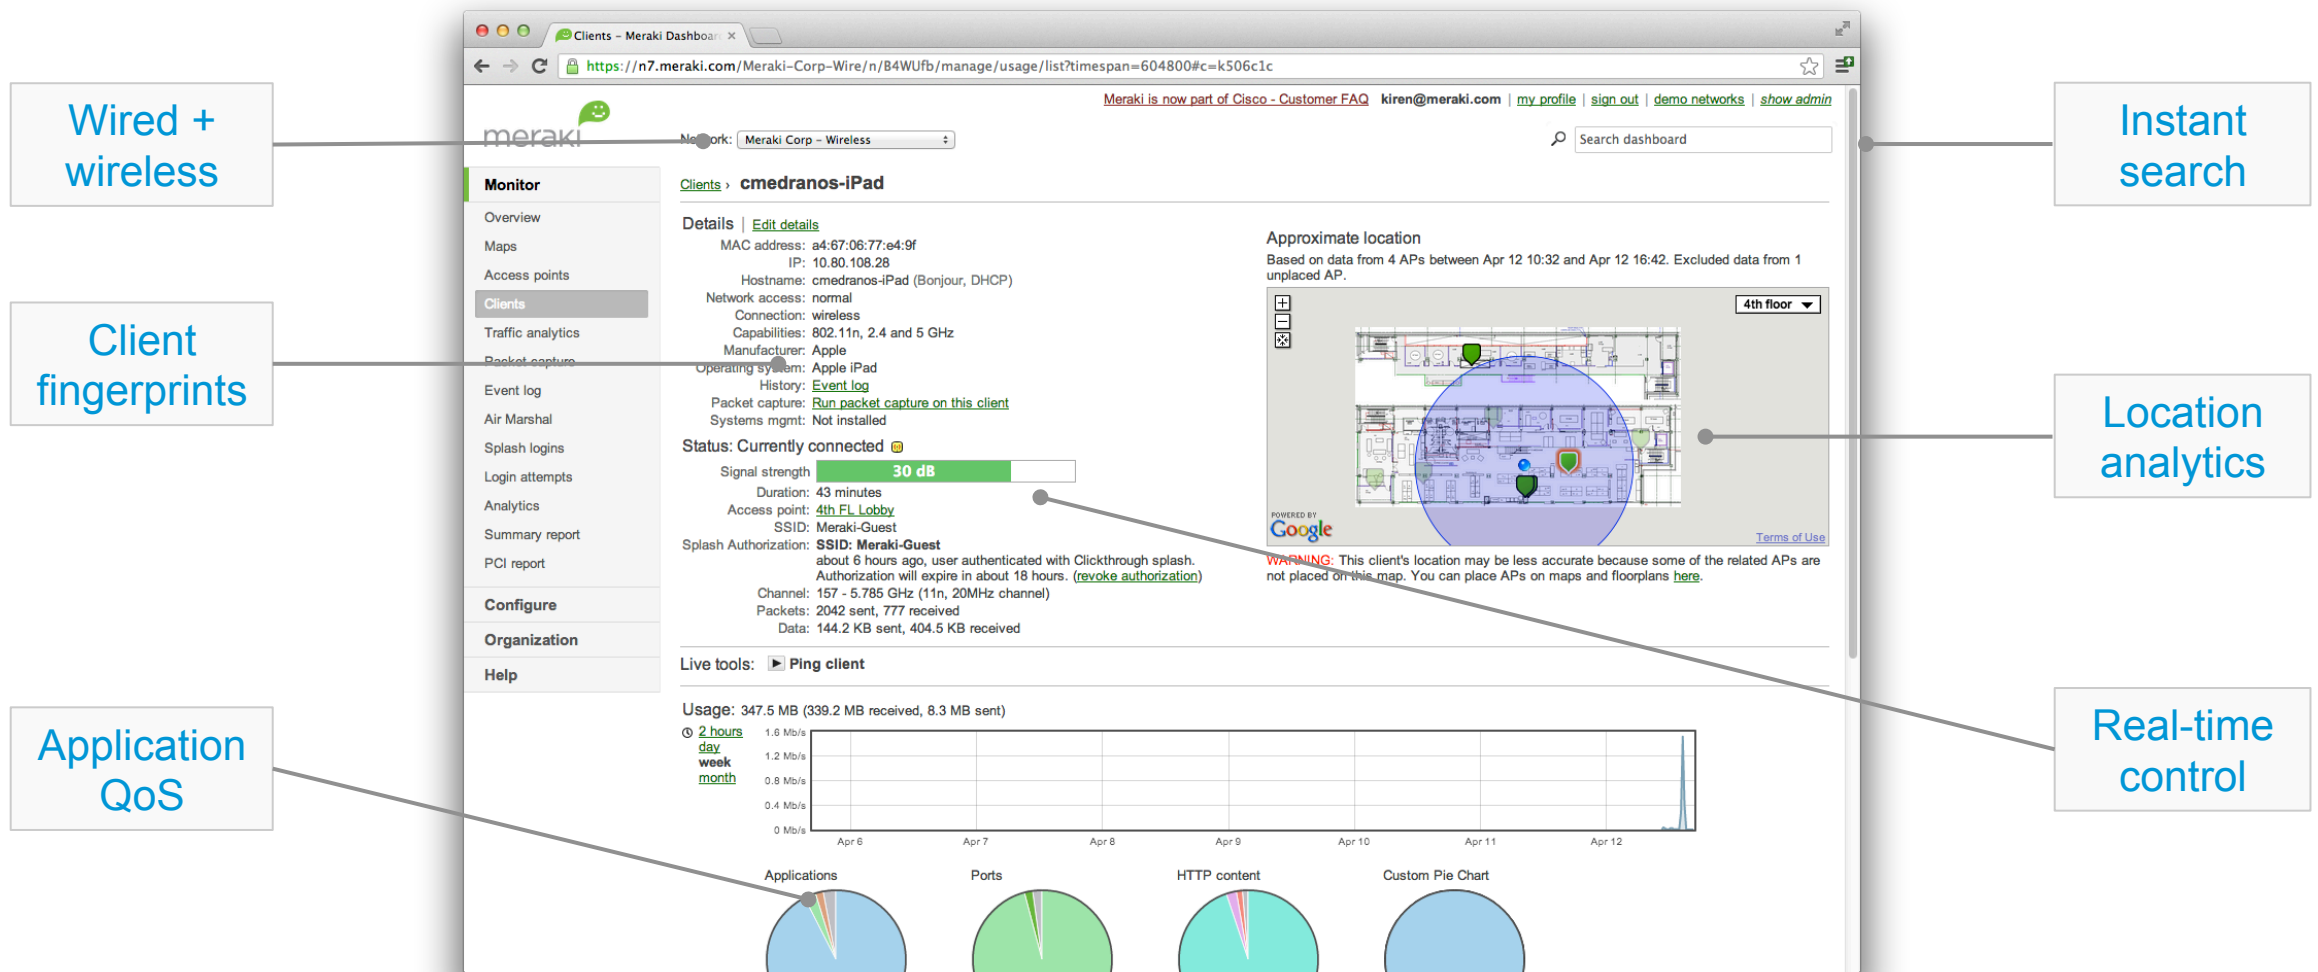 Clients - Meraki Dashboar
https://n7.meraki.com/Meraki-Corp-Wire/n/B4WUfb/manage/usage/list?timespan=604800#c=k506c1c
Wired +
wireless
Client
fingerprints
Application
QoS
Instant
search
Location
analytics
Real-time
control
meraki
Meraki is now part of Cisco - Customer FAQ kiren@meraki.com | my profile | sign out | demo networks | show admin
Network: Meraki Corp - Wireless
Search dashboard
Monitor
Overview
Maps
Access points
Clients
Traffic analytics
Packet capture
Event log
Air Marshal
Splash logins
Login attempts
Analytics
Summary report
PCI report
Configure
Organization
Help
Clients › cmedranos-iPad
Details | Edit details
MAC address: a4:67:06:77:e4:9f
IP: 10.80.108.28
Hostname: cmedranos-iPad (Bonjour, DHCP)
Network access: normal
Connection: wireless
Capabilities: 802.11n, 2.4 and 5 GHz
Manufacturer: Apple
Operating system: Apple iPad
History: Event log
Packet capture: Run packet capture on this client
Systems mgmt: Not installed
Status: Currently connected
Signal strength 30 dB
Duration: 43 minutes
Access point: 4th FL Lobby
SSID: Meraki-Guest
Splash Authorization: SSID: Meraki-Guest
about 6 hours ago, user authenticated with Clickthrough splash.
Authorization will expire in about 18 hours. (revoke authorization)
Channel: 157 - 5.785 GHz (11n, 20MHz channel)
Packets: 2042 sent, 777 received
Data: 144.2 KB sent, 404.5 KB received
Approximate location
Based on data from 4 APs between Apr 12 10:32 and Apr 12 16:42. Excluded data from 1
unplaced AP.
4th floor
POWERED BY
Google
Terms of Use
WARNING: This client's location may be less accurate because some of the related APs are
not placed on this map. You can place APs on maps and floorplans here.
Live tools: Ping client
Usage: 347.5 MB (339.2 MB received, 8.3 MB sent)
2 hours
day
week
month
1.6 Mb/s
1.2 Mb/s
0.8 Mb/s
0.4 Mb/s
0 Mb/s
Apr 6 Apr 7 Apr 8 Apr 9 Apr 10 Apr 11 Apr 12
Applications Ports HTTP content Custom Pie Chart